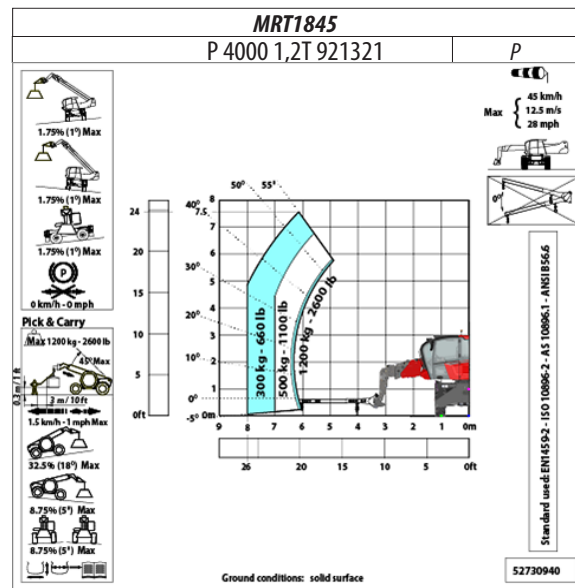 MRT1845
P 4000 1,2T 921321
P
1.75% (1°) Max
1.75% (1°) Max
1.75% (1°) Max
P
0 km/h - 0 mph
Pick & Carry
Max 1200 kg - 2600 lb
45° Max
0.3 m / 1 ft
3 m / 10 ft
1.5 km/h - 1 mph Max
32.5% (18°) Max
8.75% (5°) Max
8.75% (5°) Max
24
20
15
10
5
0ft
8
7.5
6
5
4
3
2
1
0m
55°
50°
40°
30°
20°
10°
0°
-5°
300 kg - 660 lb
500 kg - 1100 lb
1200 kg - 2600 lb
9 8 7 6 5 4 3 2 1 0m
26 20 15 10 5 0ft
Ground conditions: solid surface
Max
45 km/h
12.5 m/s
28 mph
0°
Standard used: EN1459-2 - ISO 10896-2 - AS 10896.1 - ANSI B56.6
52730940